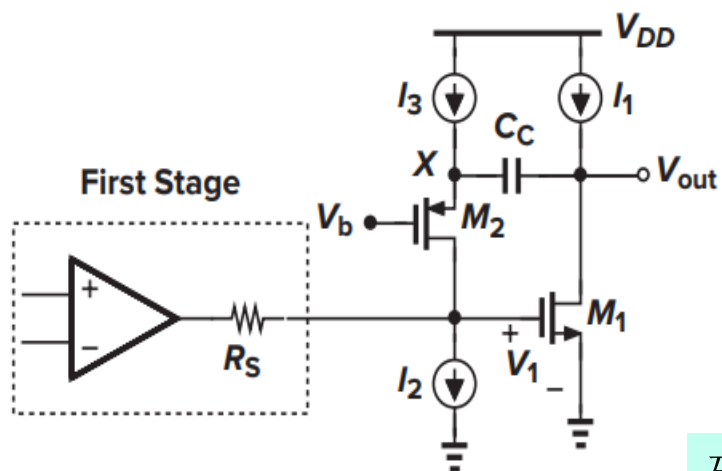 V_DD
I_3
I_1
C_C
X
V_out
First Stage
V_b
M_2
+
−
R_S
+
V_1
−
M_1
I_2